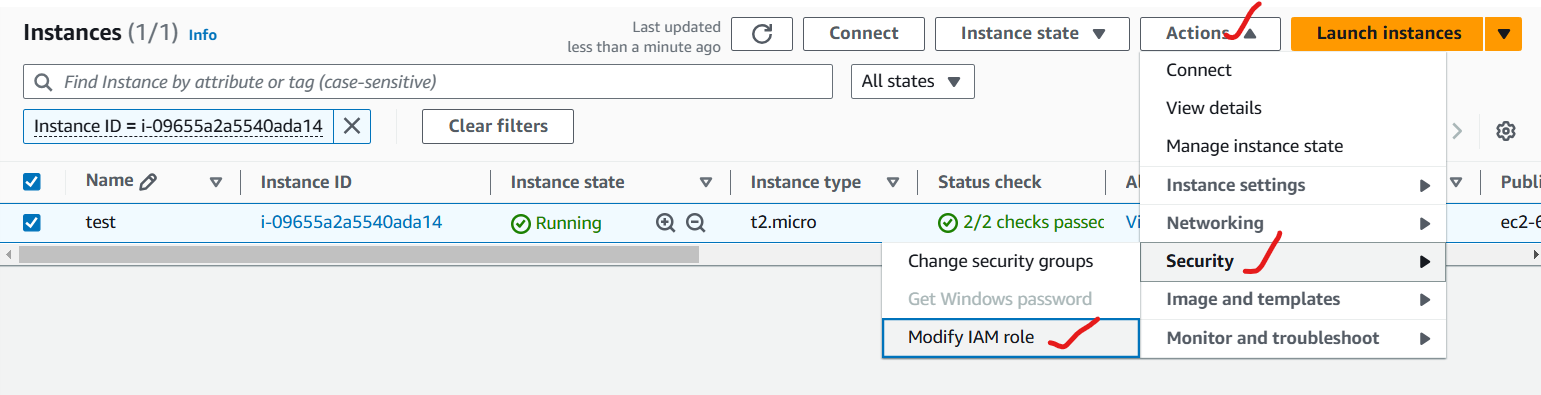 Instances (1/1) Info
Last updated
less than a minute ago
Connect
Instance state
Actions
Launch instances
Find Instance by attribute or tag (case-sensitive)
All states
Instance ID = i-09655a2a5540ada14
Clear filters
Connect
View details
Manage instance state
Instance settings
Networking
Security
Image and templates
Monitor and troubleshoot
Name
Instance ID
Instance state
Instance type
Status check
Al
Publi
test
i-09655a2a5540ada14
Running
t2.micro
2/2 checks passec
Vi
ec2-6
Change security groups
Get Windows password
Modify IAM role